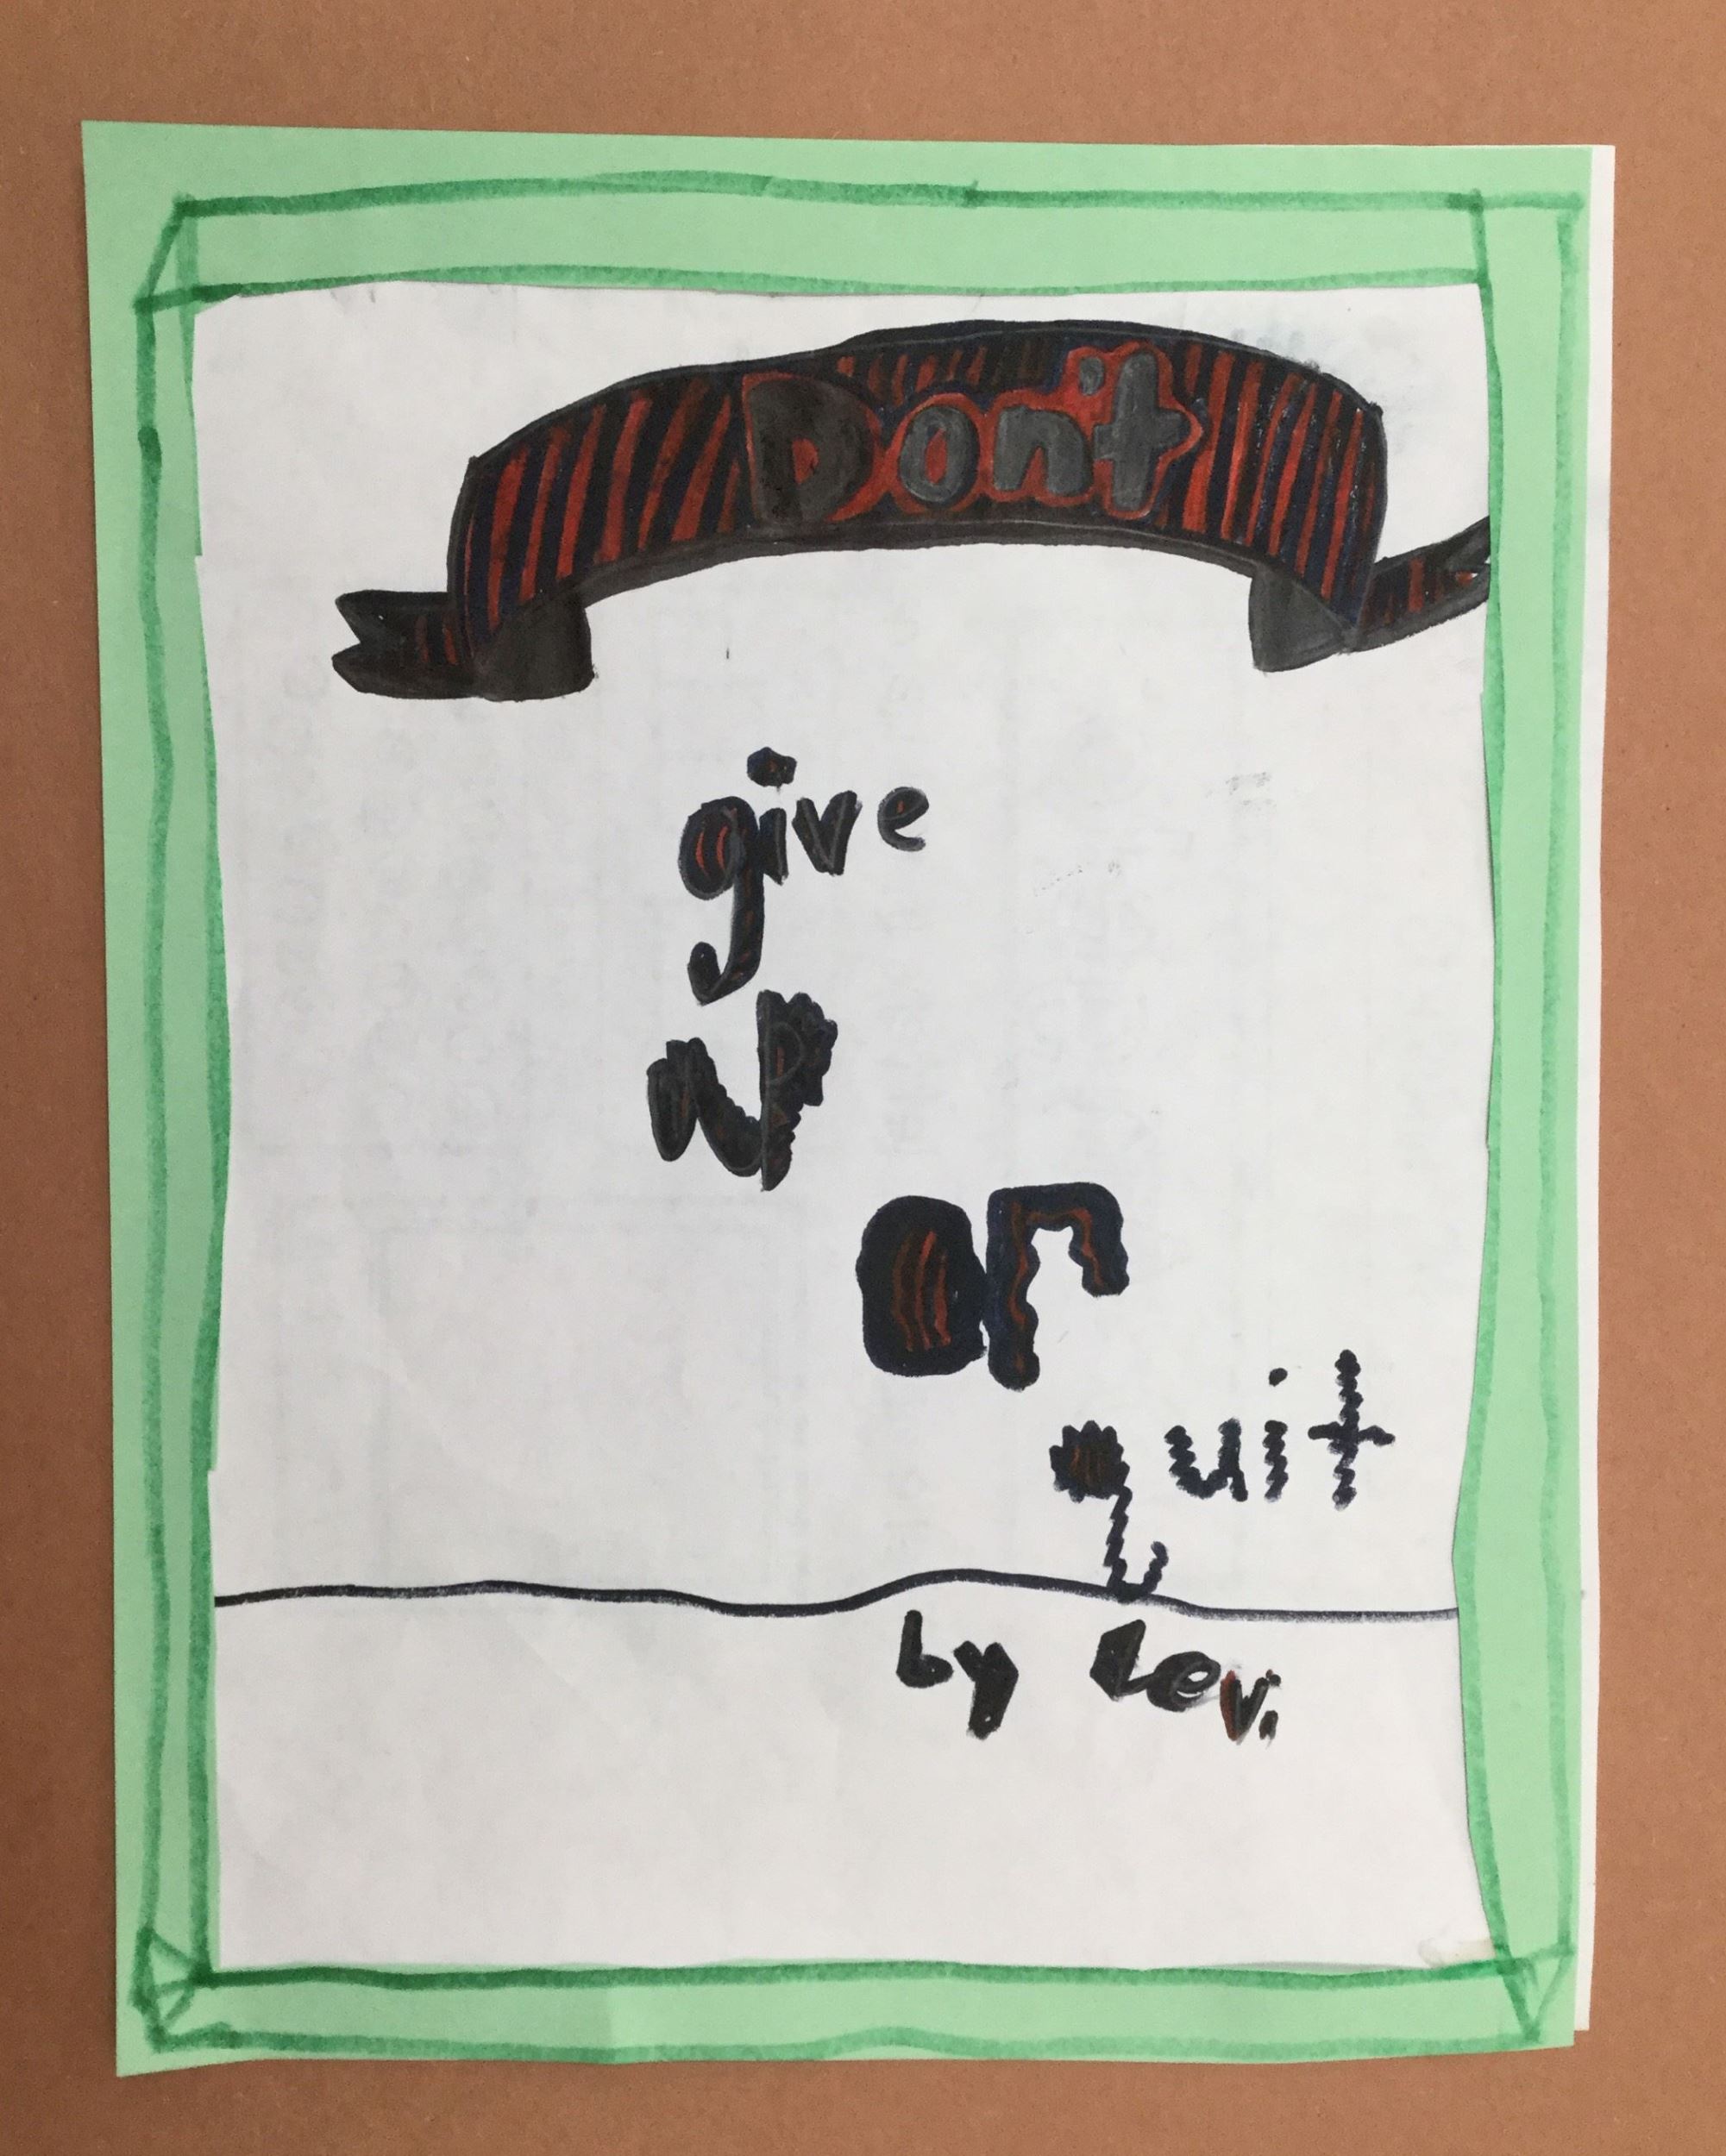 Don't
give
up
or
quit
by Levi